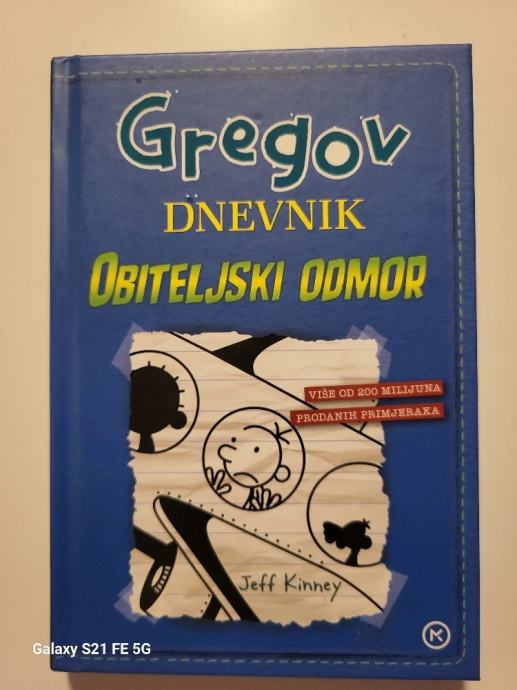 Gregov
DNEVNIK
OBITELJSKI ODMOR
VIŠE OD 200 MILIJUNA
PRODANIH PRIMJERAKA
Jeff Kinney
M
Galaxy S21 FE 5G